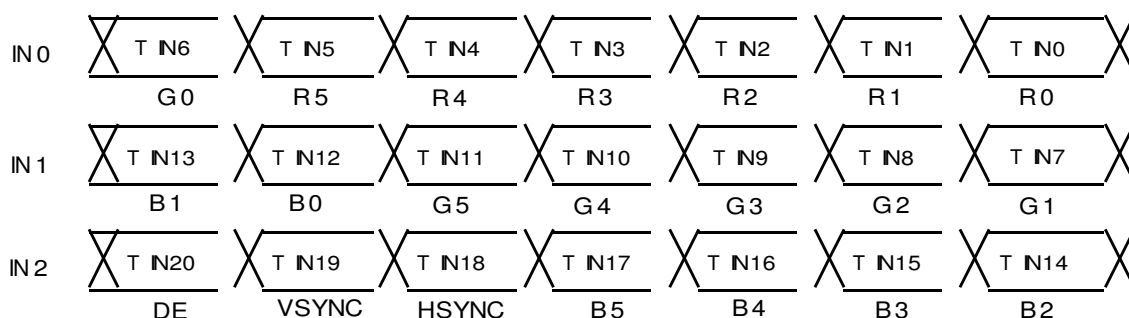 IN0 TIN6 TIN5 TIN4 TIN3 TIN2 TIN1 TIN0
G0 R5 R4 R3 R2 R1 R0
IN1 TIN13 TIN12 TIN11 TIN10 TIN9 TIN8 TIN7
B1 B0 G5 G4 G3 G2 G1
IN2 TIN20 TIN19 TIN18 TIN17 TIN16 TIN15 TIN14
DE VSYNC HSYNC B5 B4 B3 B2